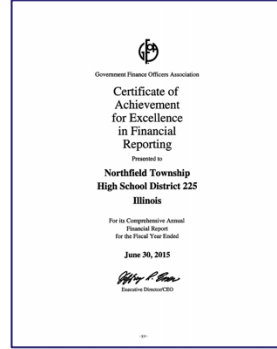 Government Finance Officers Association
Certificate of
Achievement
for Excellence
in Financial
Reporting
Presented to
Northfield Township
High School District 225
Illinois
For its Comprehensive Annual
Financial Report
for the Fiscal Year Ended
June 30, 2015
Executive Director/CEO